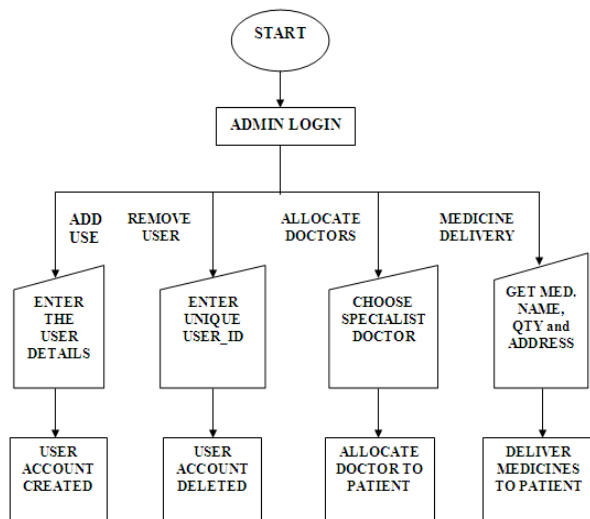 START
ADMIN LOGIN
ADD
USE
REMOVE
USER
ALLOCATE
DOCTORS
MEDICINE
DELIVERY
ENTER
THE
USER
DETAILS
ENTER
UNIQUE
USER_ID
CHOOSE
SPECIALIST
DOCTOR
GET MED.
NAME,
QTY and
ADDRESS
USER
ACCOUNT
CREATED
USER
ACCOUNT
DELETED
ALLOCATE
DOCTOR TO
PATIENT
DELIVER
MEDICINES
TO PATIENT